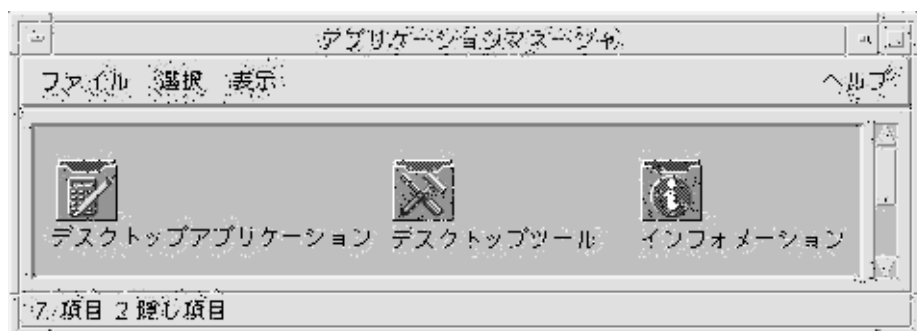 アプリケーションマネージャ
ファイル 選択 表示 ヘルプ
デスクトップアプリケーション デスクトップツール インフォメーション
7 項目 2 隠し項目